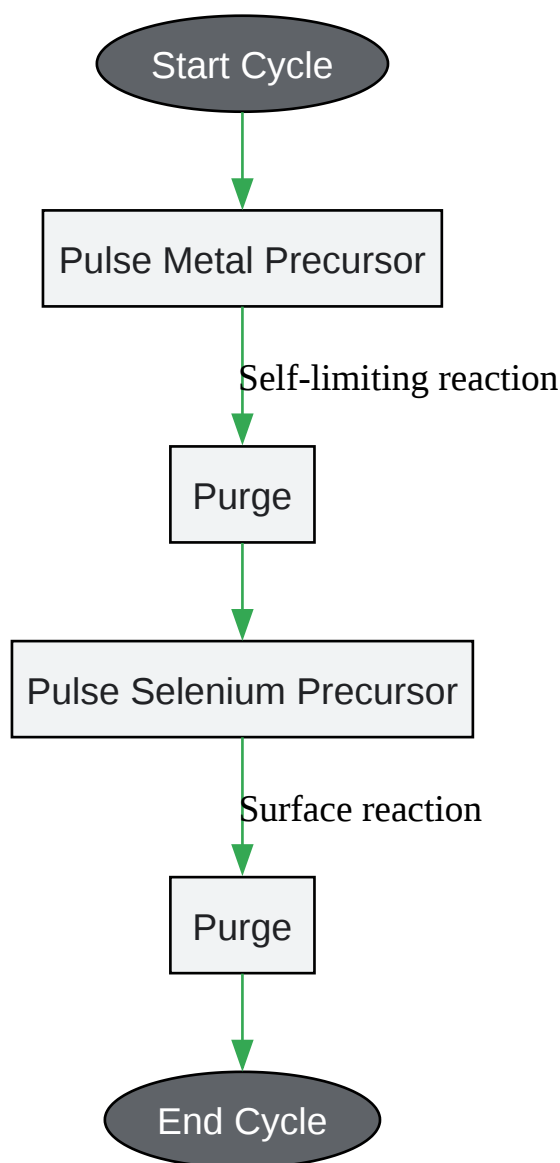 Start Cycle
Pulse Metal Precursor
Self-limiting reaction
Purge
Pulse Selenium Precursor
Surface reaction
Purge
End Cycle